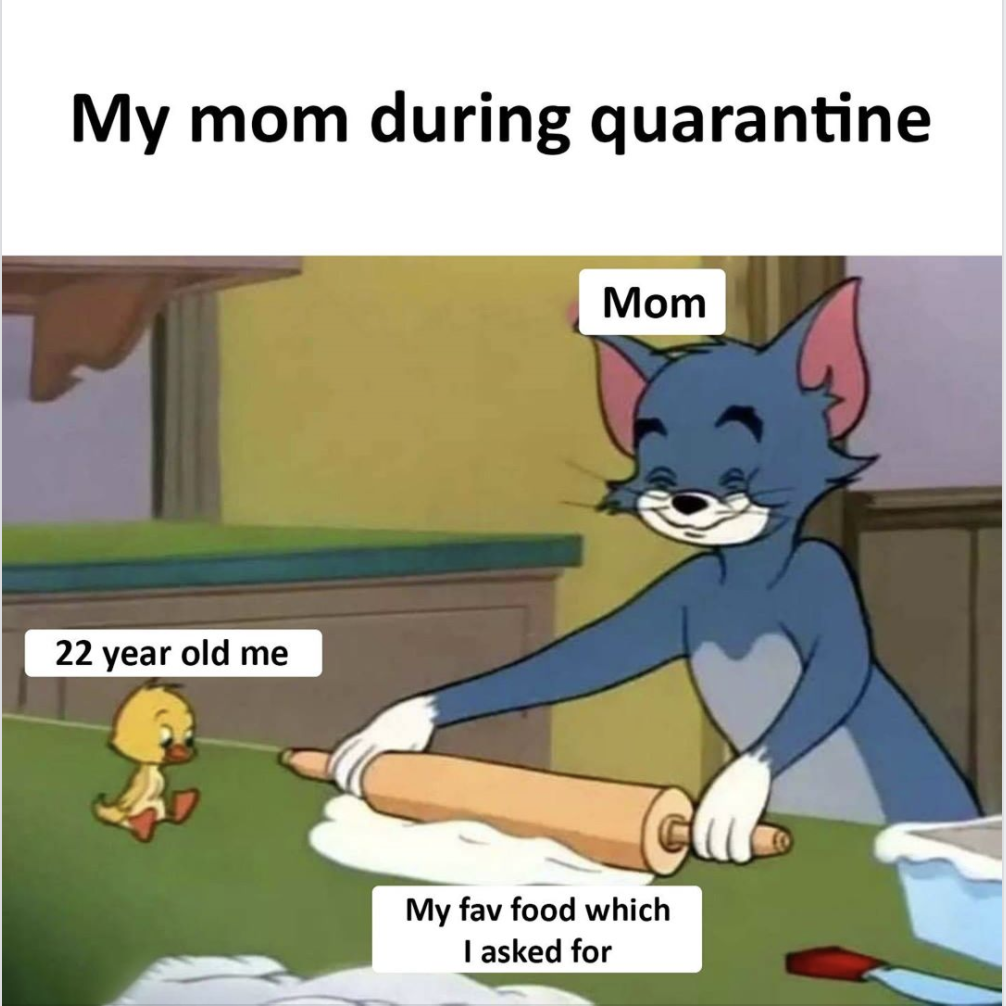 My mom during quarantine
Mom
22 year old me
My fav food which
I asked for